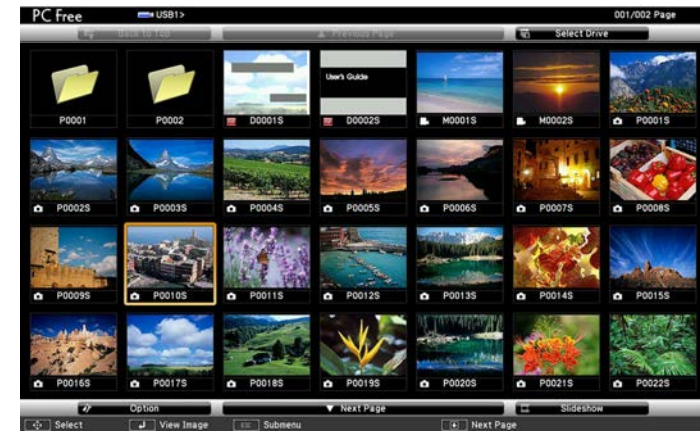 PC Free USB1> 001/002 Page
Back to Top ▲ Previous Page Select Drive
User's Guide
P0001 P0002 D0001S D0002S M0001S M0002S P0001S
P0002S P0003S P0004S P0005S P0006S P0007S P0008S
P0009S P0010S P0011S P0012S P0013S P0014S P0015S
P0016S P0017S P0018S P0019S P0020S P0021S P0022S
Option ▼ Next Page Slideshow
Select View Image Esc Submenu Next Page